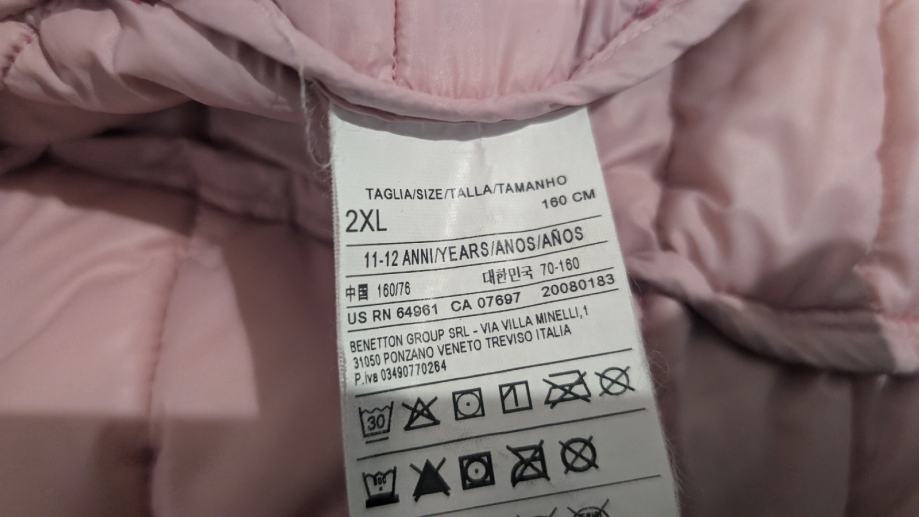 TAGLIA/SIZE/TALLA/TAMANHO
2XL 160 CM
11-12 ANNI/YEARS/ANOS/AÑOS
中国 160/76 대한민국 70-160
US RN 64961 CA 07697 20080183
BENETTON GROUP SRL - VIA VILLA MINELLI,1
31050 PONZANO VENETO TREVISO ITALIA
P.Iva 03490770264
30